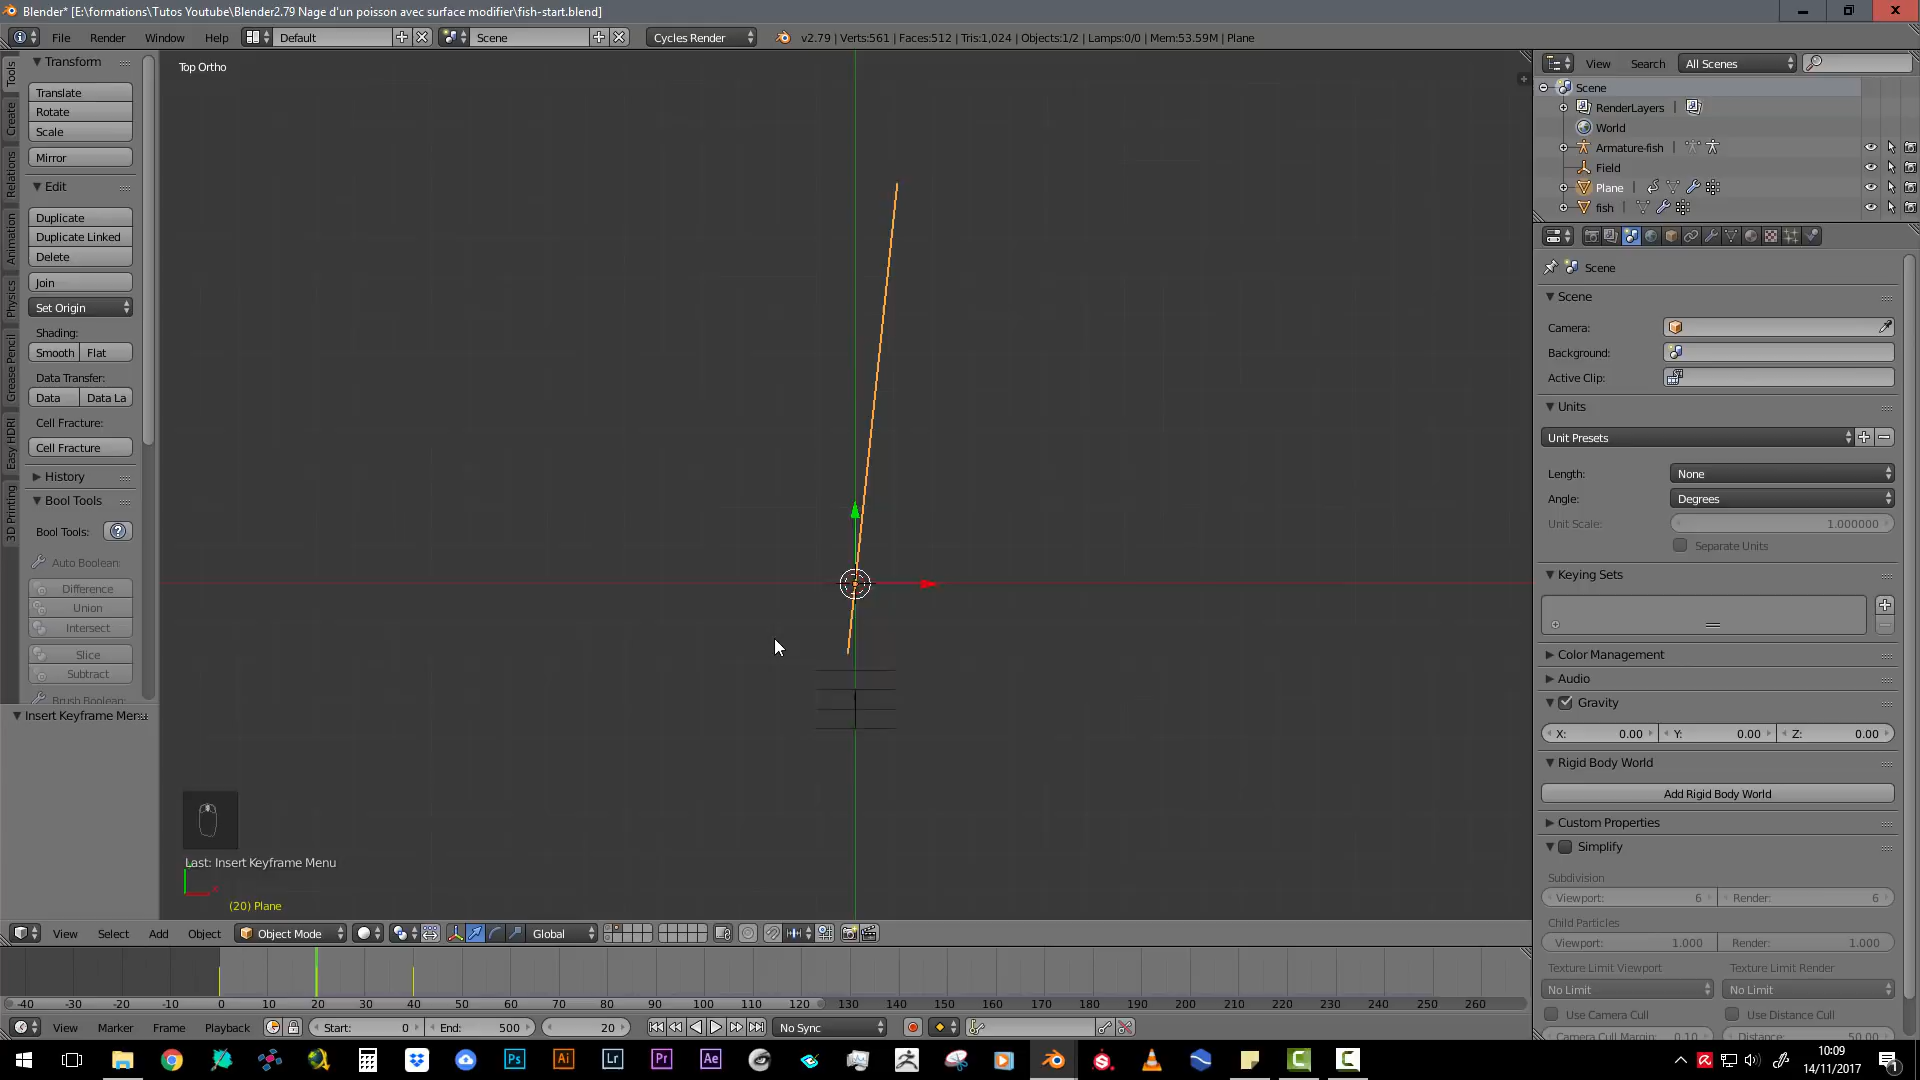 Blender* [E:\formations\Tutos Youtube\Blender2.79 Nage d'un poisson avec surface modifier\fish-start.blend]
File Render Window Help Default Scene Cycles Render v2.79 | Verts:561 | Faces:512 | Tris:1,024 | Objects:1/2 | Lamps:0/0 | Mem:53.59M | Plane
Tools
Create
Relations
Animation
Physics
Grease Pencil
Easy HDRI
3D Printing
Transform
Translate
Rotate
Scale
Mirror
Edit
Duplicate
Duplicate Linked
Delete
Join
Set Origin
Shading:
Smooth Flat
Data Transfer:
Data Data La
Cell Fracture:
Cell Fracture
History
Bool Tools
Bool Tools:
Auto Boolean:
Difference
Union
Intersect
Slice
Subtract
Brush Boolean:
Insert Keyframe Menu
Top Ortho
Last: Insert Keyframe Menu
(20) Plane
View Search All Scenes
Scene
RenderLayers
World
Armature-fish
Field
Plane
fish
Scene
Scene
Camera:
Background:
Active Clip:
Units
Unit Presets
Length: None
Angle: Degrees
Unit Scale: 1.000000
Separate Units
Keying Sets
Color Management
Audio
Gravity
X: 0.00 Y: 0.00 Z: 0.00
Rigid Body World
Add Rigid Body World
Custom Properties
Simplify
Subdivision
Viewport: 6 Render: 6
Child Particles
Viewport: 1.000 Render: 1.000
Texture Limit Viewport Texture Limit Render
No Limit No Limit
Use Camera Cull Use Distance Cull
Camera Cull Margin: 0.10 Distance: 50.00
View Select Add Object Object Mode Global
-40 -30 -20 -10 0 10 20 30 40 50 60 70 80 90 100 110 120 130 140 150 160 170 180 190 200 210 220 230 240 250 260
View Marker Frame Playback Start: 0 End: 500 20 No Sync
Ps Ai Lr Pr Ae
10:09
14/11/2017
1